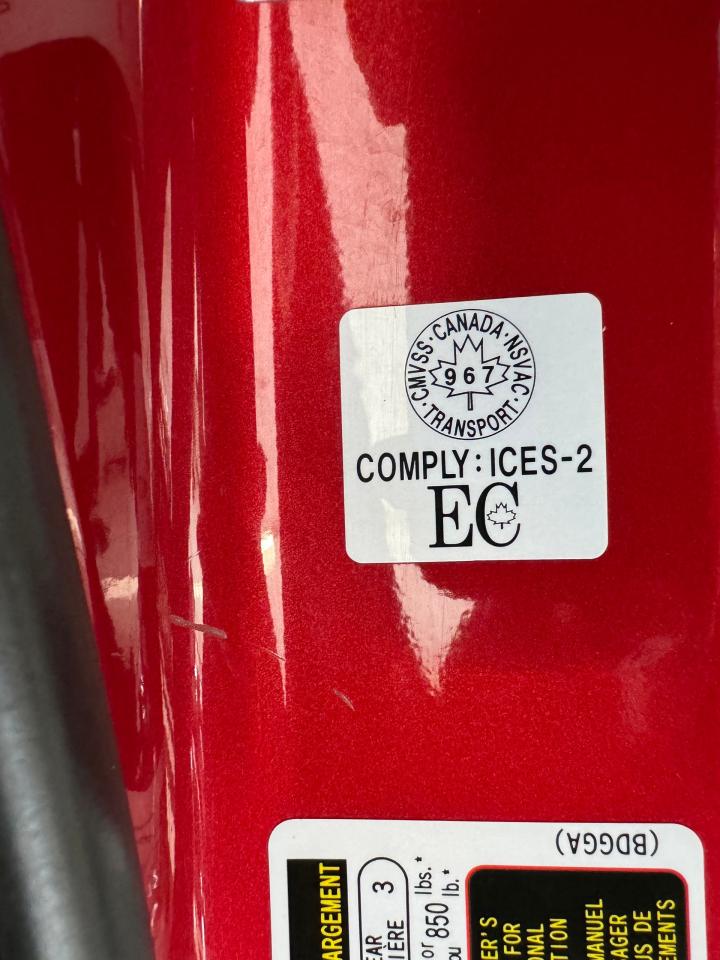 CMVSS·CANADA·NSVAC·TRANSPORT·
967
COMPLY:ICES-2
EC
(BDGGA)
ARGEMENT
EAR 3
IÈRE
or 850 lbs.*
ou lb.*
ER'S
FOR
ONAL
TION
MANUEL
AGER
US DE
EMENTS